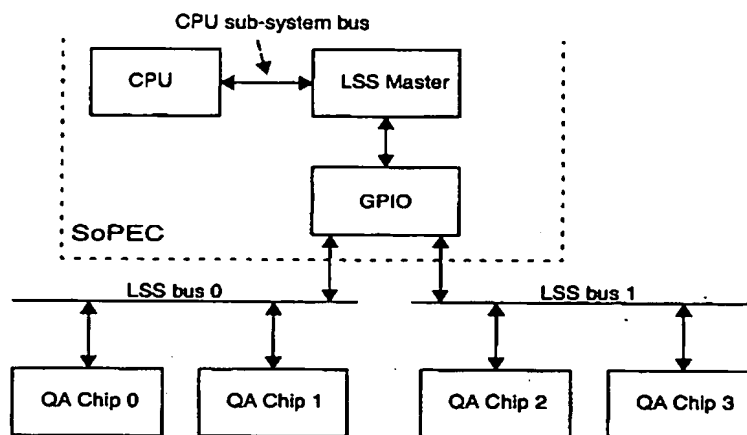 CPU sub-system bus
CPU
LSS Master
GPIO
SoPEC
LSS bus 0
LSS bus 1
QA Chip 0
QA Chip 1
QA Chip 2
QA Chip 3